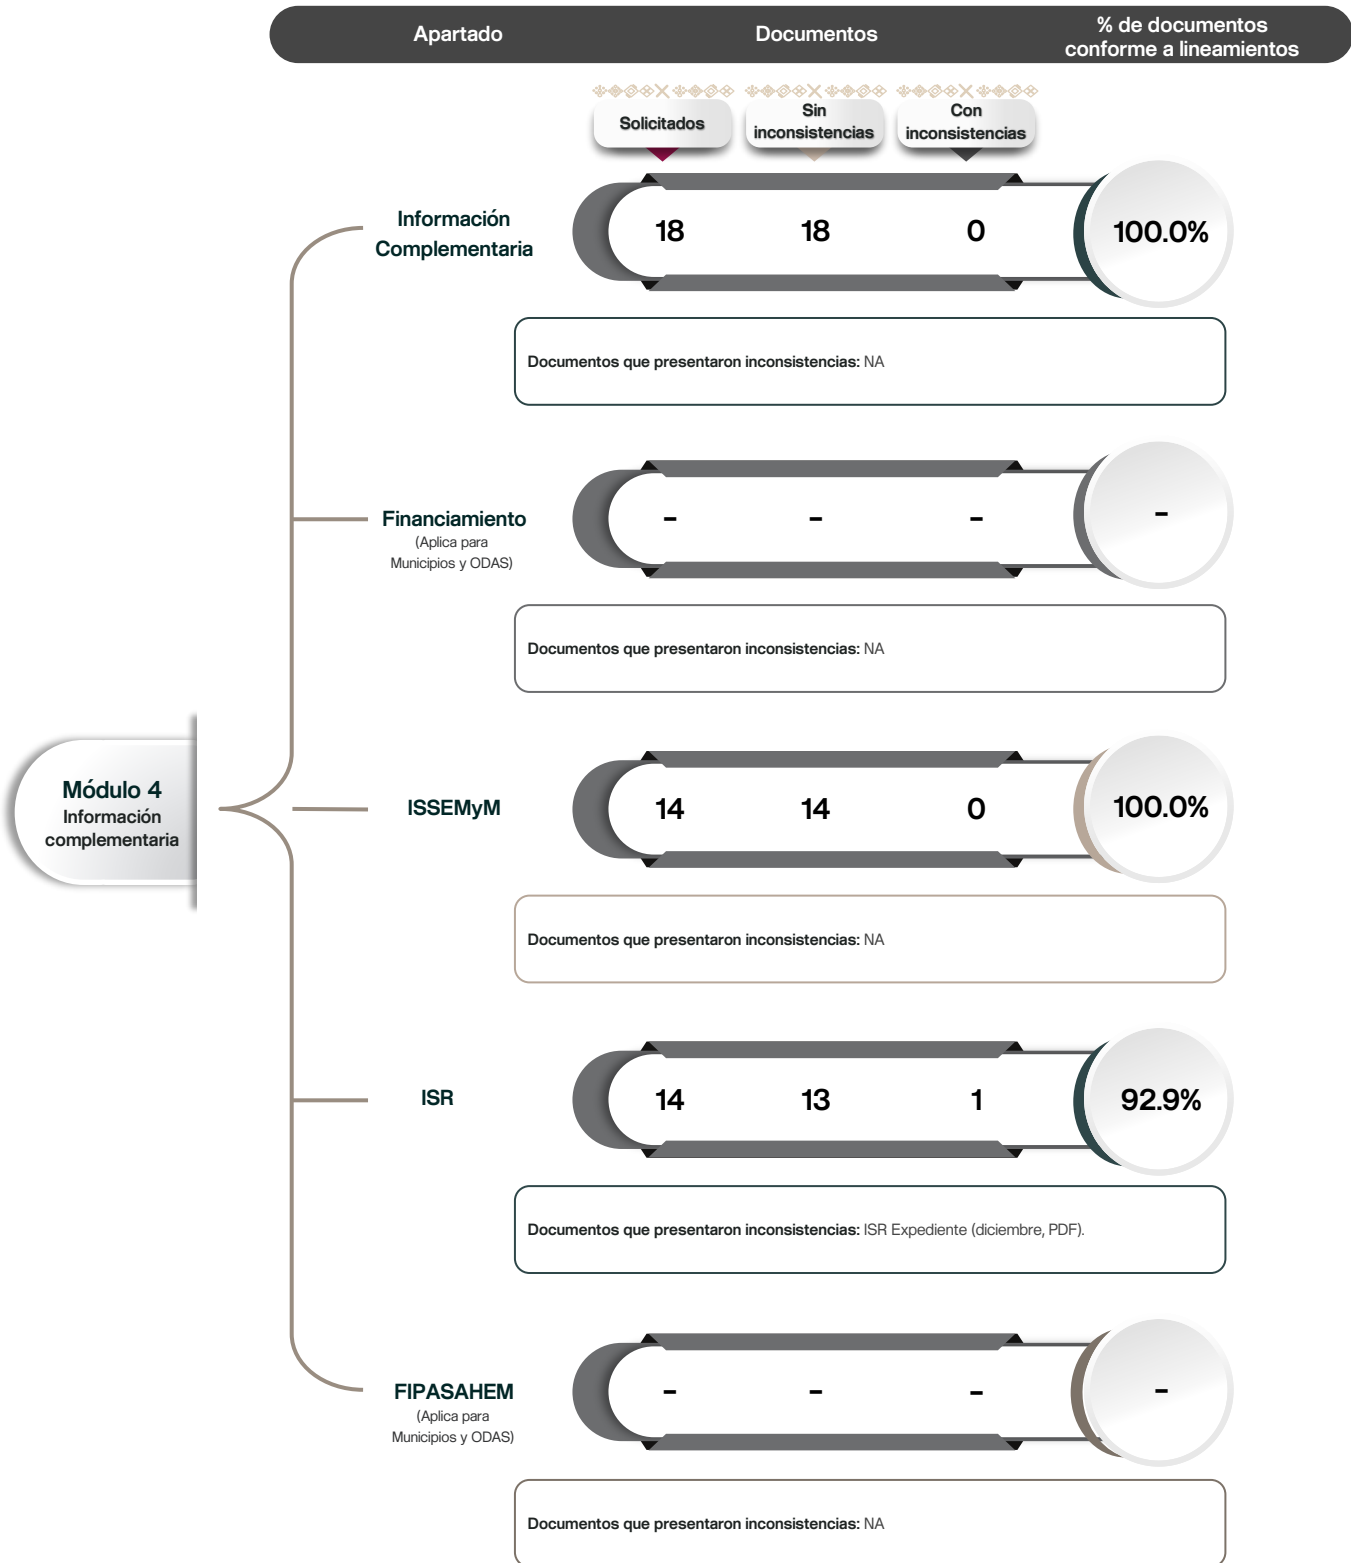 Apartado
Documentos
% de documentos
conforme a lineamientos
Solicitados
Sin
inconsistencias
Con
inconsistencias
Información
Complementaria
18 18 0 100.0%
Documentos que presentaron inconsistencias: NA
Financiamiento
(Aplica para
Municipios y ODAS)
- - - -
Documentos que presentaron inconsistencias: NA
Módulo 4
Información
complementaria
ISSEMyM
14 14 0 100.0%
Documentos que presentaron inconsistencias: NA
ISR
14 13 1 92.9%
Documentos que presentaron inconsistencias: ISR Expediente (diciembre, PDF).
FIPASAHEM
(Aplica para
Municipios y ODAS)
- - - -
Documentos que presentaron inconsistencias: NA